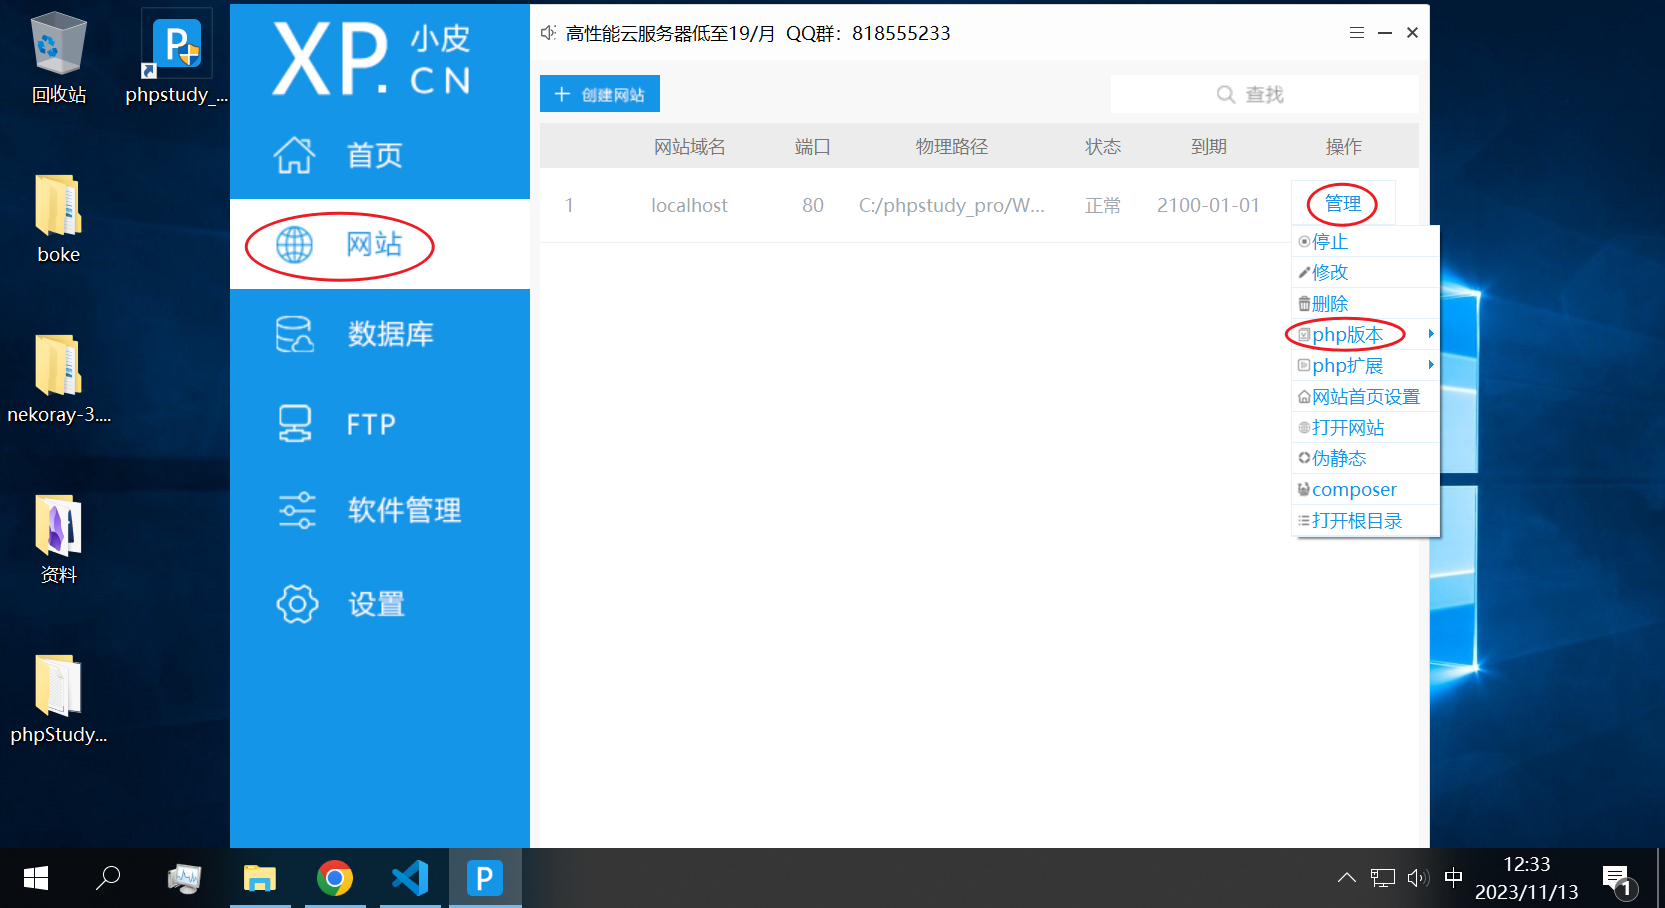 回收站
phpstudy_...
boke
nekoray-3....
资料
phpStudy...
XP.小皮CN
首页
网站
数据库
FTP
软件管理
设置
高性能云服务器低至19/月 QQ群：818555233
创建网站
查找
网站域名 端口 物理路径 状态 到期 操作
1 localhost 80 C:/phpstudy_pro/W... 正常 2100-01-01 管理
停止
修改
删除
php版本
php扩展
网站首页设置
打开网站
伪静态
composer
打开根目录
P
中
12:33
2023/11/13
1